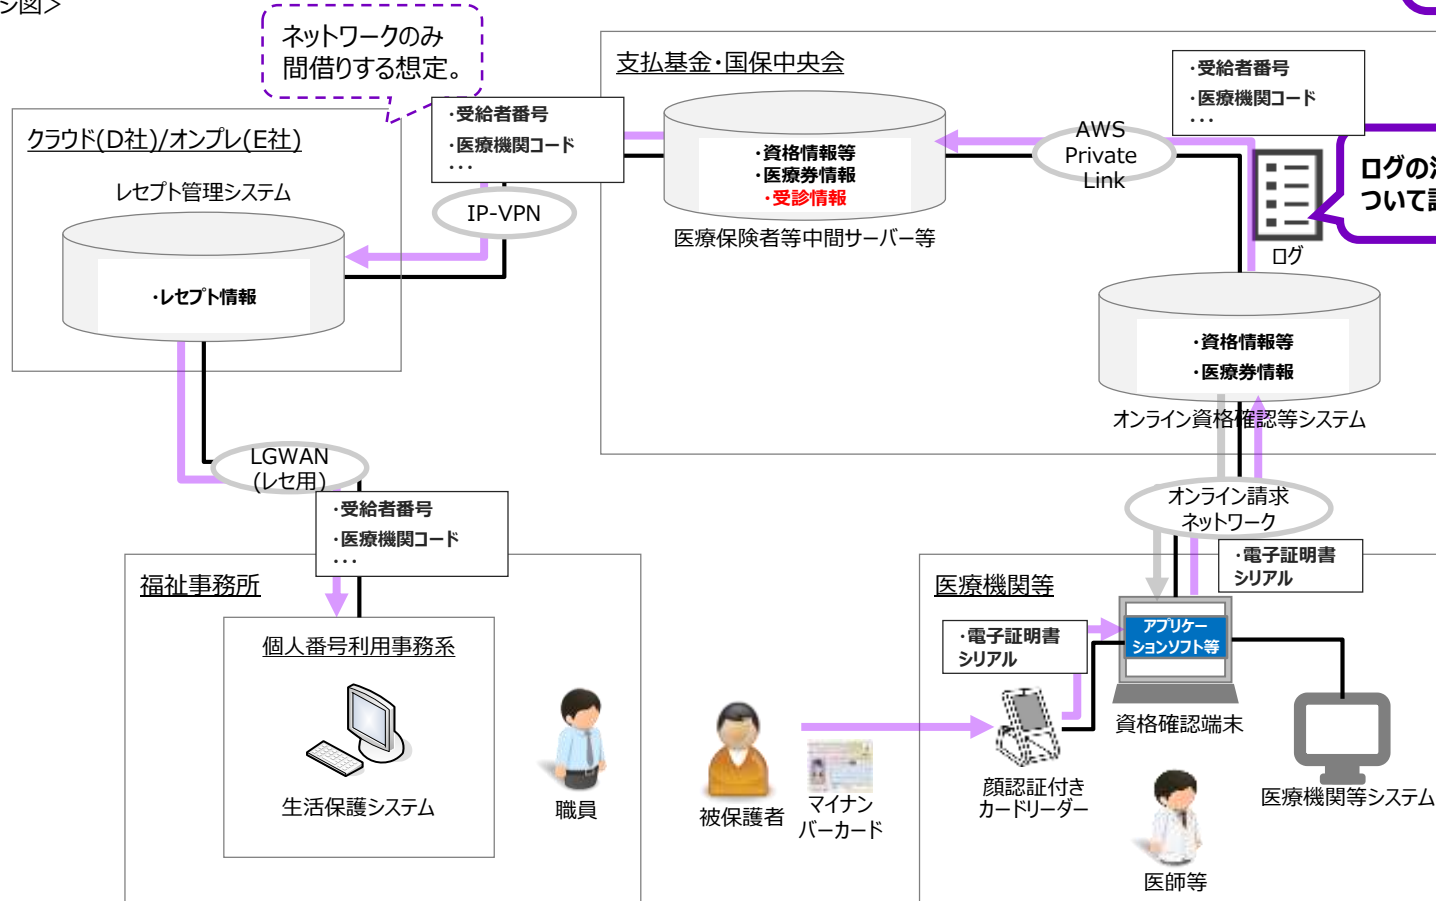 ジ図＞
ネットワークのみ
間借りする想定。
支払基金・国保中央会
・受給者番号
・医療機関コード
・・・
・受給者番号
・医療機関コード
・・・
クラウド(D社)/オンプレ(E社)
レセプト管理システム
・資格情報等
・医療券情報
・受診情報
AWS
Private
Link
IP-VPN
医療保険者等中間サーバー等
ログ
・レセプト情報
・資格情報等
・医療券情報
オンライン資格確認等システム
LGWAN
(レセ用)
オンライン請求
ネットワーク
・受給者番号
・医療機関コード
・・・
・電子証明書
シリアル
福祉事務所
医療機関等
個人番号利用事務系
・電子証明書
シリアル
アプリケー
ションソフト等
資格確認端末
生活保護システム
職員
被保護者
マイナン
バーカード
顔認証付き
カードリーダー
医療機関等システム
医師等